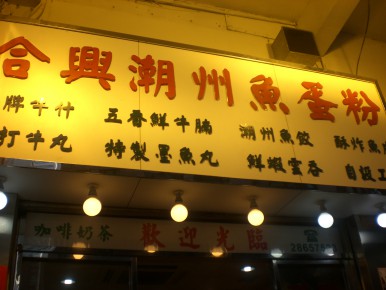 合興潮州魚蛋粉
牌牛什 五香鮮牛腩 潮州魚餃 酥炸魚
打牛丸 特製墨魚丸 鮮蝦雲吞 自設工
咖啡奶茶 歡迎光臨